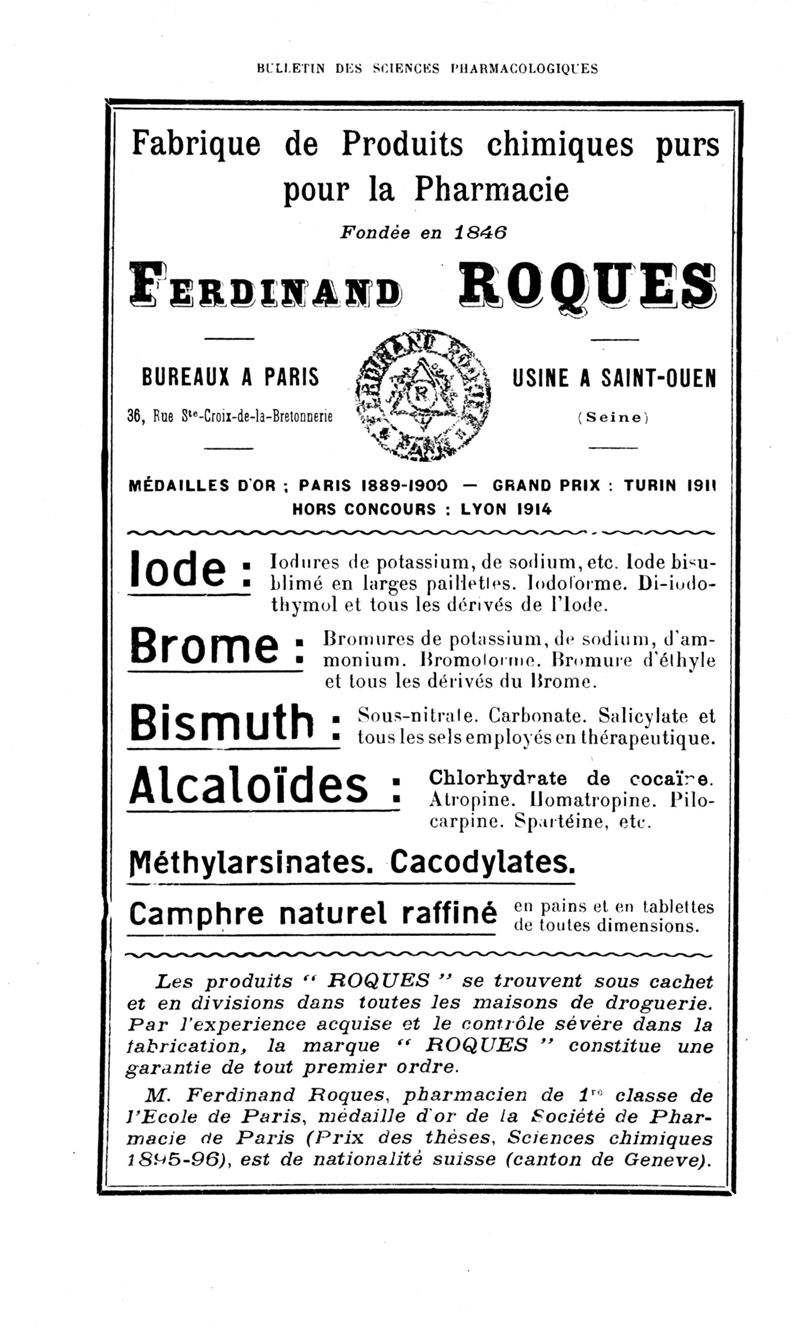 BULLETIN DES SCIENCES PHARMACOLOGIQUES
Fabrique de Produits chimiques purs
pour la Pharmacie
Fondée en 1846
FERDINAND ROQUES
BUREAUX A PARIS
36, Rue Ste-Croix-de-la-Bretonnerie
FERDINAND ROQUES
PARIS
R
USINE A SAINT-OUEN
(Seine)
MÉDAILLES D'OR ; PARIS 1889-1900 — GRAND PRIX : TURIN 1911
HORS CONCOURS : LYON 1914
Iode : Iodures de potassium, de sodium, etc. Iode bisu-
blimé en larges paillettes. Iodoforme. Di-iodo-
thymol et tous les dérivés de l'Iode.
Brome : Bromures de potassium, de sodium, d'am-
monium. Bromoforme. Bromure d'éthyle
et tous les dérivés du Brome.
Bismuth : Sous-nitrate. Carbonate. Salicylate et
tous les sels employés en thérapeutique.
Alcaloïdes : Chlorhydrate de cocaïne.
Atropine. Homatropine. Pilo-
carpine. Spartéine, etc.
Méthylarsinates. Cacodylates.
Camphre naturel raffiné en pains et en tablettes
de toutes dimensions.
Les produits “ ROQUES ” se trouvent sous cachet
et en divisions dans toutes les maisons de droguerie.
Par l'experience acquise et le contrôle sévère dans la
fabrication, la marque “ ROQUES ” constitue une
garantie de tout premier ordre.
M. Ferdinand Roques, pharmacien de 1re classe de
l'Ecole de Paris, médaille d'or de la Société de Phar-
macie de Paris (Prix des thèses, Sciences chimiques
1895-96), est de nationalité suisse (canton de Geneve).